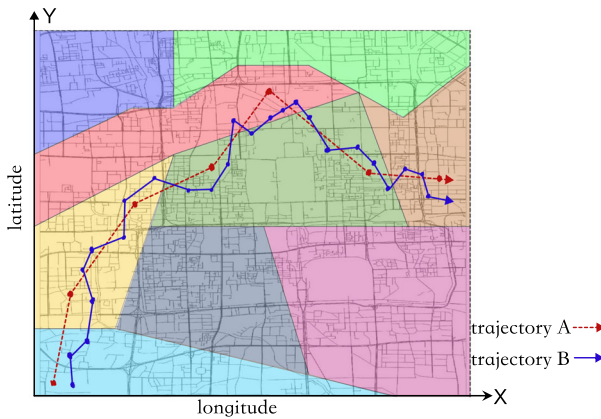 Y
latitude
trajectory A
trajectory B
X
longitude